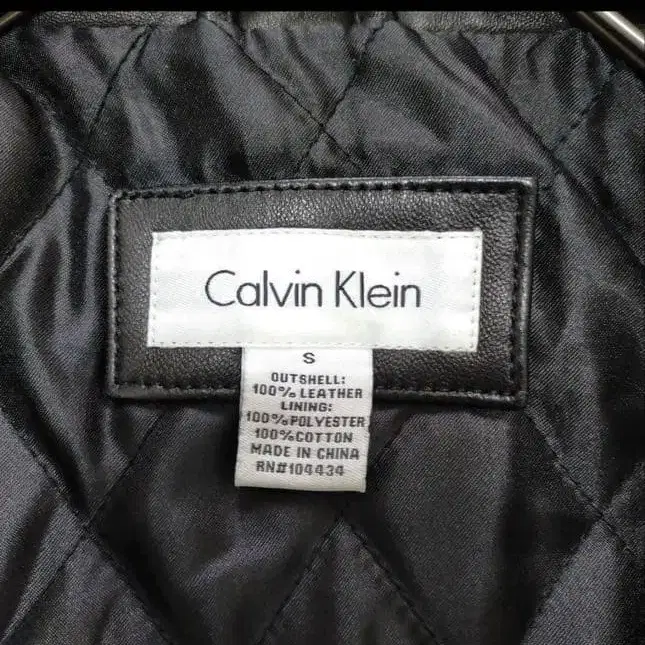 Calvin Klein
S
OUTSHELL:
100% LEATHER
LINING:
100% POLYESTER
100% COTTON
MADE IN CHINA
RN#104434